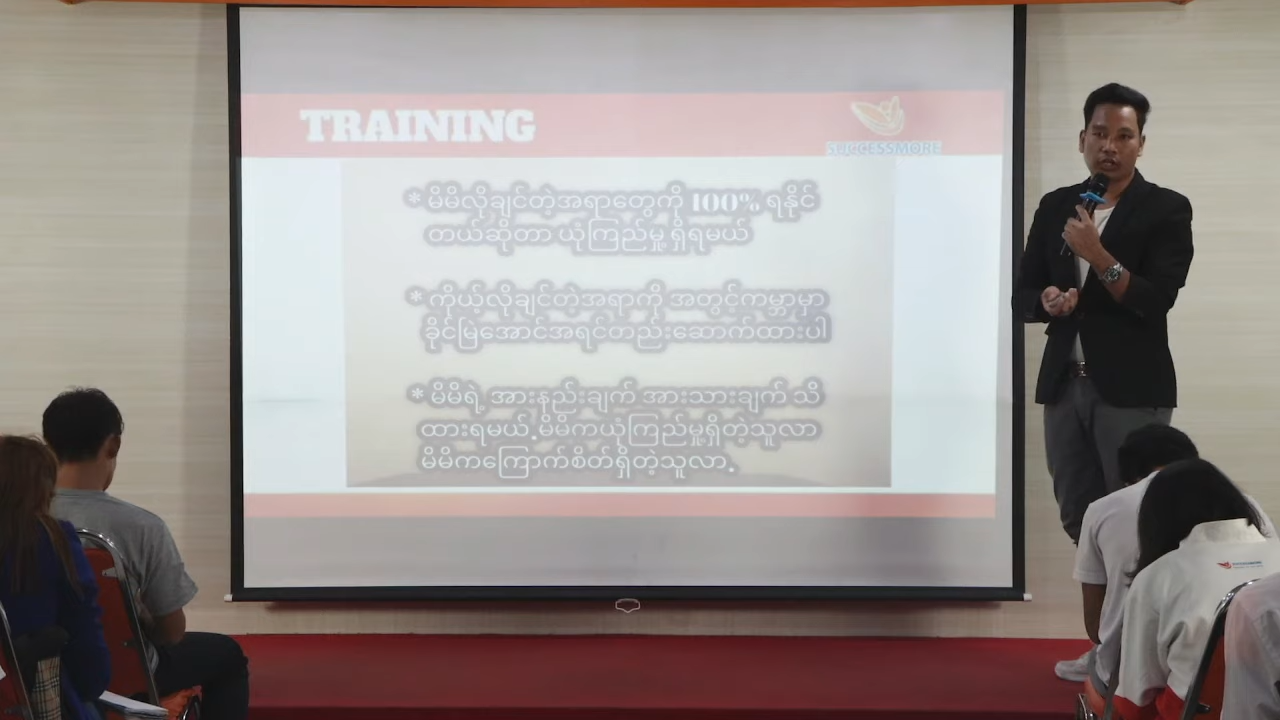 TRAINING
SUCCESSMORE
* မိမိလိုချင်တဲ့အရာတွေကို 100% ရနိုင်
တယ်ဆိုတာ ယုံကြည်မှု့ ရှိရမယ်
* ကိုယ့်လိုချင်တဲအရာကို အတွင်ကမ္ဘာမှာ
ခိုင်မြဲအောင်အရင်တည်းဆောက်ထားပါ
* မိမိရဲ့ အားနည်းချက် အားသားချက် သိ
ထားရမယ်.မိမိကယုံကြည်မှု့ရှိတဲ့သူလာ
မိမိကကြောက်စိတ်ရှိတဲ့သူလာ.